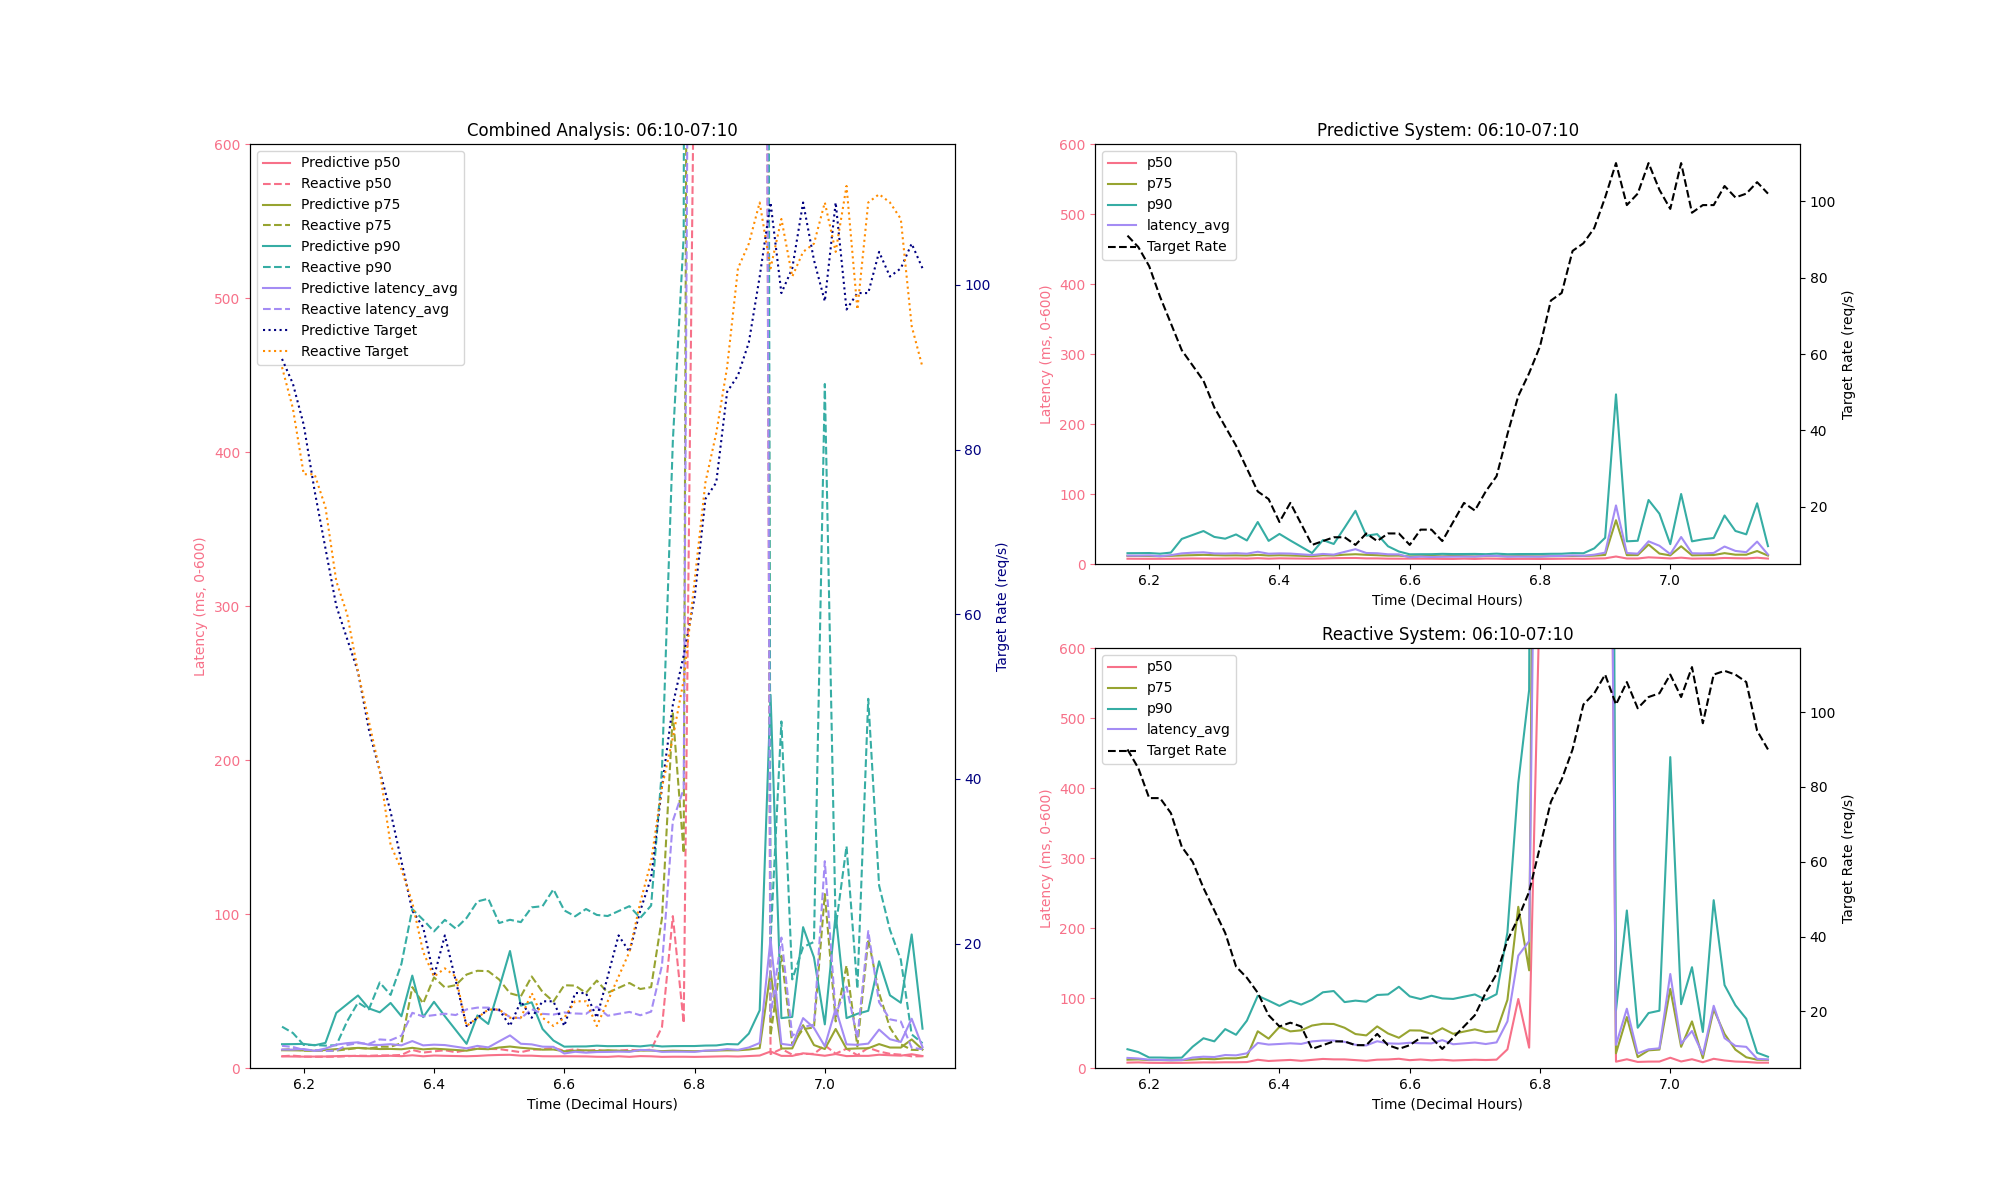 Combined Analysis: 06:10-07:10
Predictive p50
Reactive p50
Predictive p75
Reactive p75
Predictive p90
Reactive p90
Predictive latency_avg
Reactive latency_avg
Predictive Target
Reactive Target
600
500
400
300
200
100
0
Latency (ms, 0-600)
100
80
60
40
20
Target Rate (req/s)
6.2 6.4 6.6 6.8 7.0
Time (Decimal Hours)
Predictive System: 06:10-07:10
p50
p75
p90
latency_avg
Target Rate
600
500
400
300
200
100
0
Latency (ms, 0-600)
100
80
60
40
20
Target Rate (req/s)
6.2 6.4 6.6 6.8 7.0
Time (Decimal Hours)
Reactive System: 06:10-07:10
p50
p75
p90
latency_avg
Target Rate
600
500
400
300
200
100
0
Latency (ms, 0-600)
100
80
60
40
20
Target Rate (req/s)
6.2 6.4 6.6 6.8 7.0
Time (Decimal Hours)